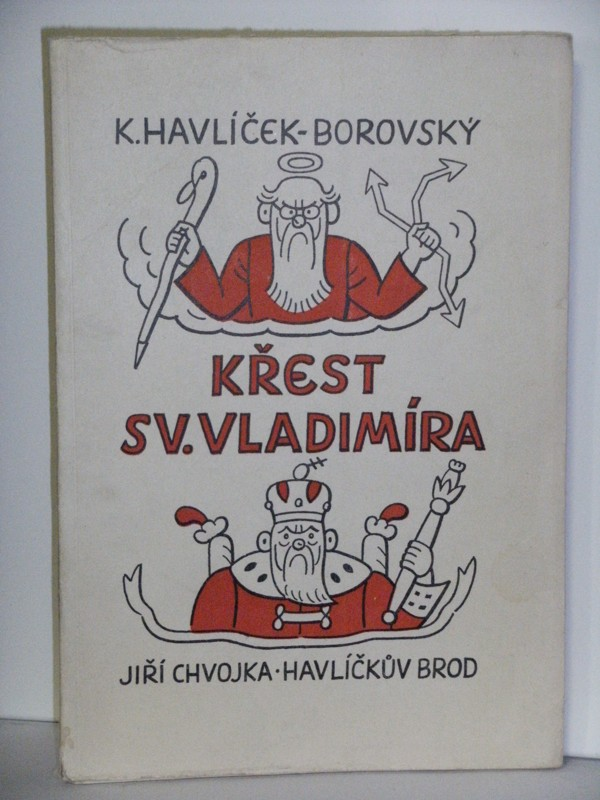 K. HAVLÍČEK-BOROVSKÝ
KŘEST
SV. VLADIMÍRA
JIŘÍ CHVOJKA · HAVLÍČKŮV BROD